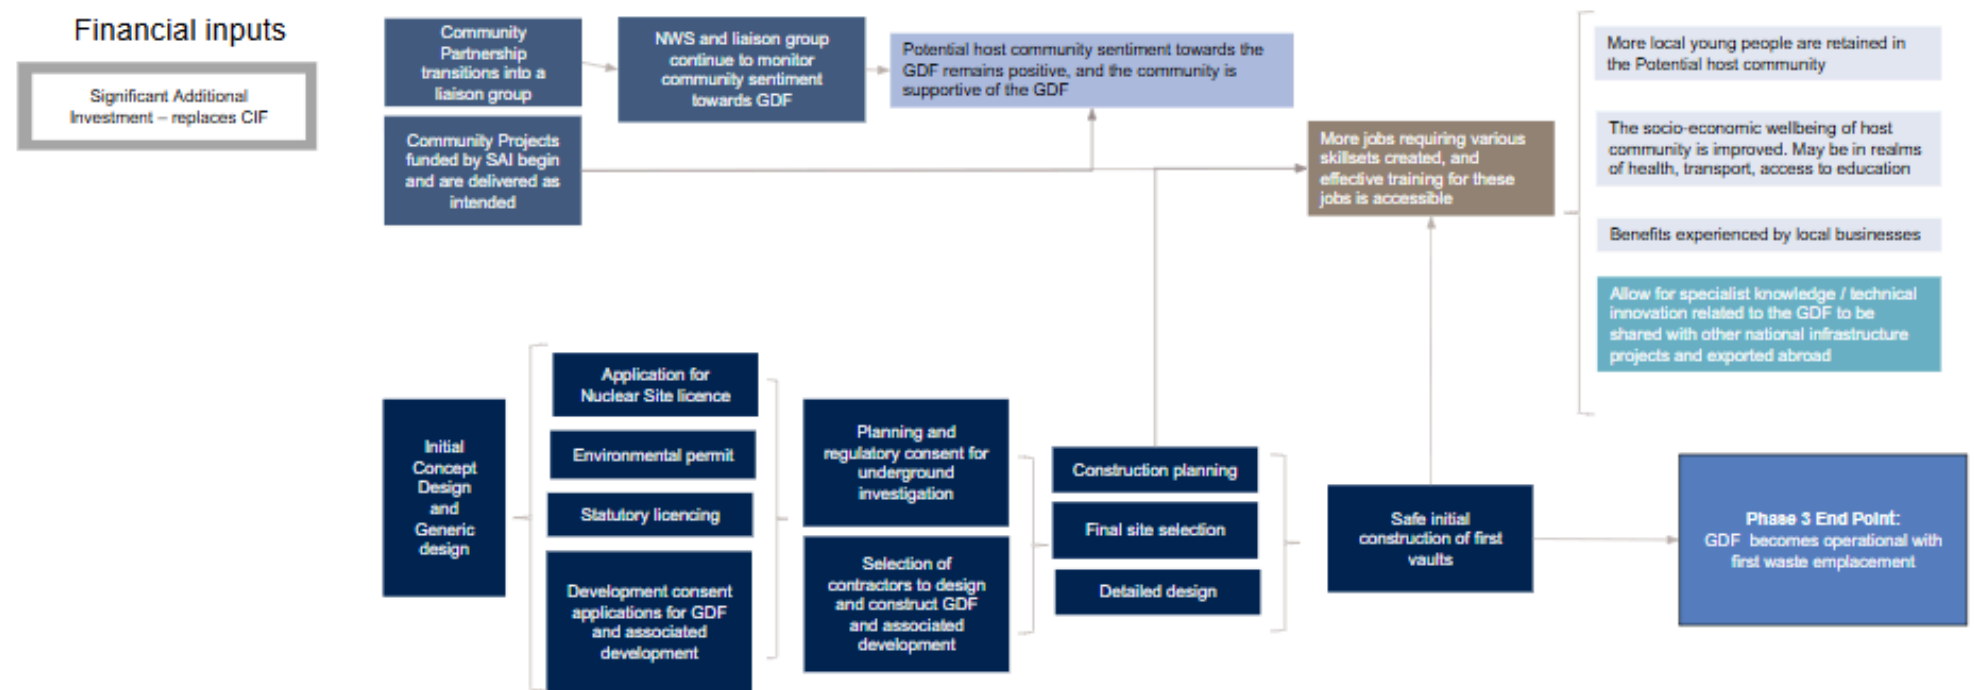 Financial inputs
Significant Additional
Investment – replaces CIF
Community
Partnership
transitions into a
liaison group
NWS and liaison group
continue to monitor
community sentiment
towards GDF
Potential host community sentiment towards the
GDF remains positive, and the community is
supportive of the GDF
Community Projects
funded by SAI begin
and are delivered as
intended
More jobs requiring various
skillsets created, and
effective training for these
jobs is accessible
More local young people are retained in
the Potential host community
The socio-economic wellbeing of host
community is improved. May be in realms
of health, transport, access to education
Benefits experienced by local businesses
Allow for specialist knowledge / technical
innovation related to the GDF to be
shared with other national infrastructure
projects and exported abroad
Initial
Concept
Design
and
Generic
design
Application for
Nuclear Site licence
Environmental permit
Statutory licencing
Development consent
applications for GDF
and associated
development
Planning and
regulatory consent for
underground
investigation
Selection of
contractors to design
and construct GDF
and associated
development
Construction planning
Final site selection
Detailed design
Safe initial
construction of first
vaults
Phase 3 End Point:
GDF becomes operational with
first waste emplacement